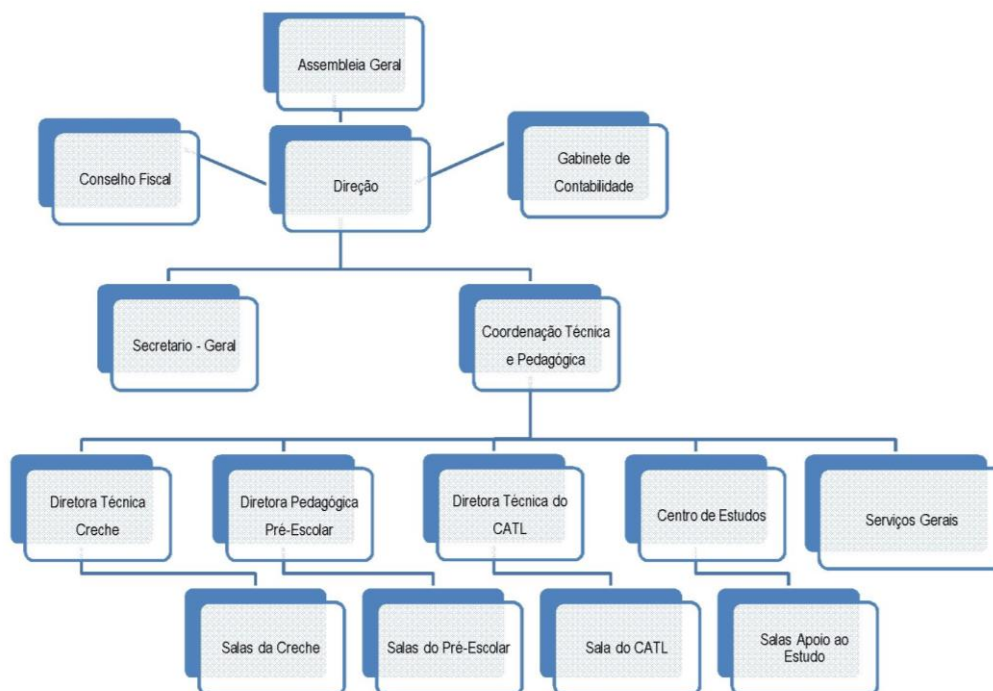 Assembleia Geral
Conselho Fiscal
Direção
Gabinete de
Contabilidade
Secretario - Geral
Coordenação Técnica
e Pedagógica
Diretora Técnica
Creche
Diretora Pedagógica
Pré-Escolar
Diretora Técnica do
CATL
Centro de Estudos
Serviços Gerais
Salas da Creche
Salas do Pré-Escolar
Sala do CATL
Salas Apoio ao
Estudo